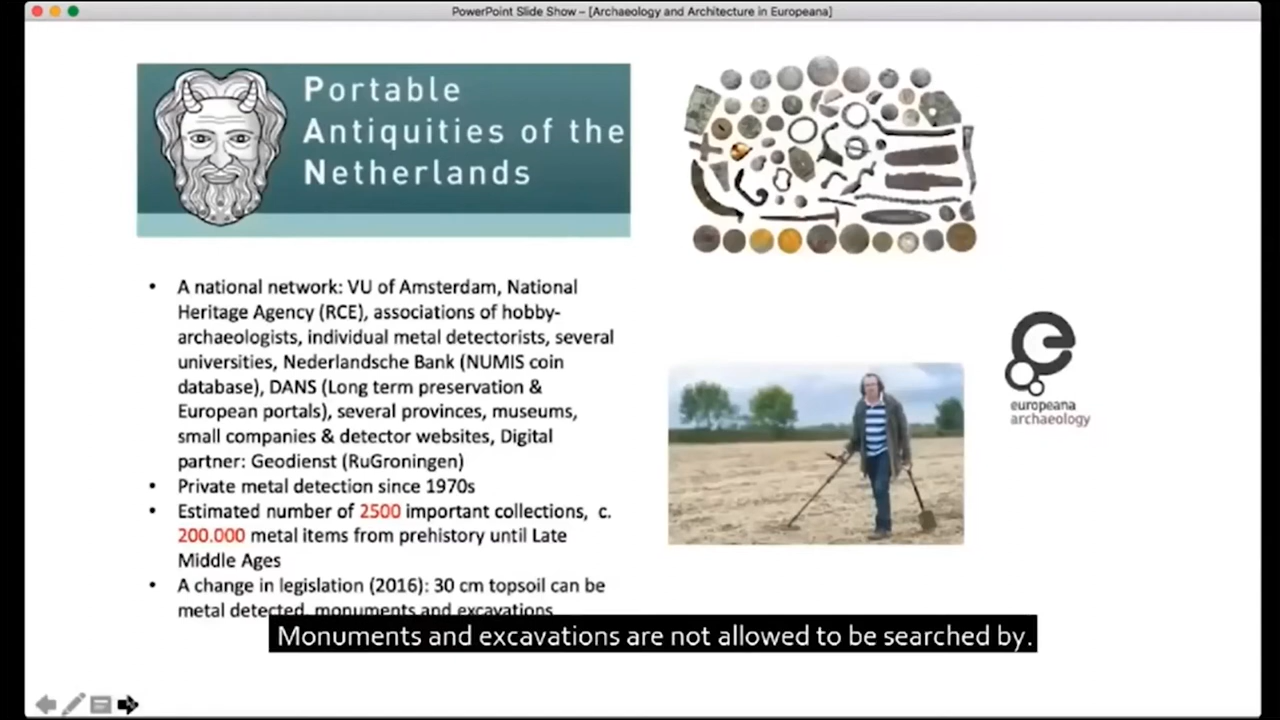 PowerPoint Slide Show – [Archaeology and Architecture in Europeana]
Portable
Antiquities of the
Netherlands
• A national network: VU of Amsterdam, National
Heritage Agency (RCE), associations of hobby-
archaeologists, individual metal detectorists, several
universities, Nederlandsche Bank (NUMIS coin
database), DANS (Long term preservation &
European portals), several provinces, museums,
small companies & detector websites, Digital
partner: Geodienst (RuGroningen)
• Private metal detection since 1970s
• Estimated number of 2500 important collections, c.
200.000 metal items from prehistory until Late
Middle Ages
• A change in legislation (2016): 30 cm topsoil can be
metal detected, monuments and excavations
europeana
archaeology
Monuments and excavations are not allowed to be searched by.